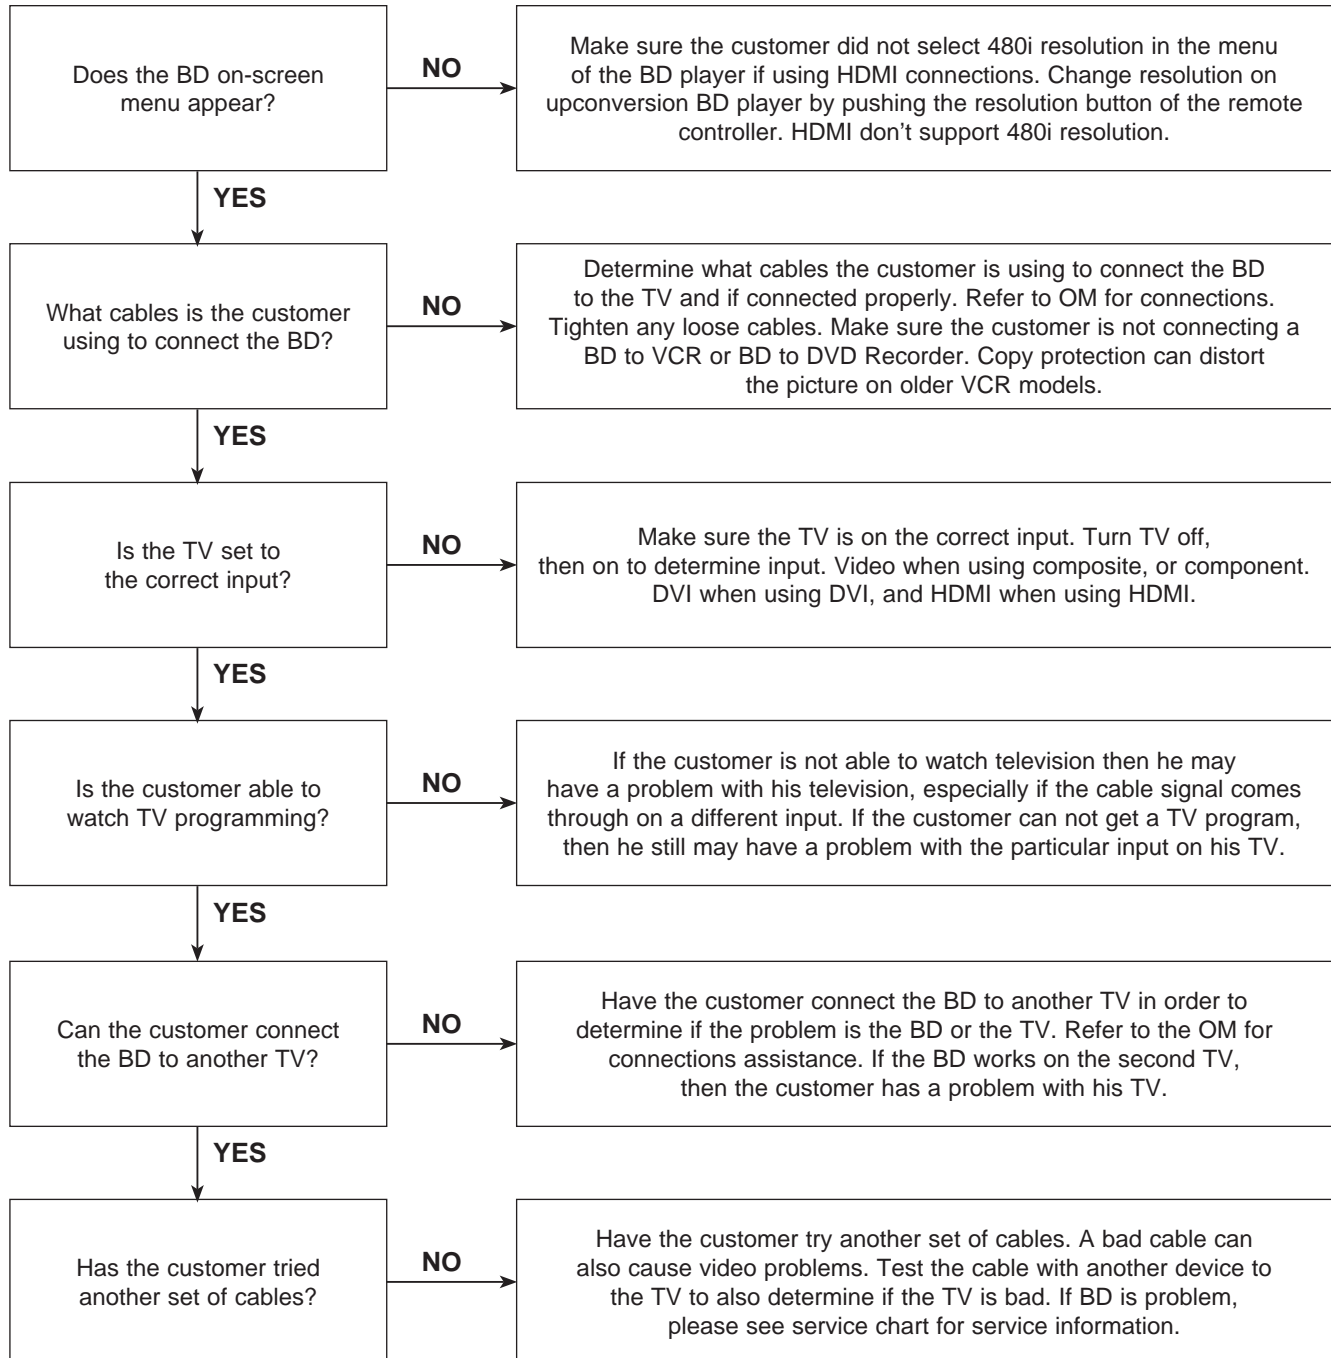 Does the BD on-screen
menu appear?
NO
Make sure the customer did not select 480i resolution in the menu
of the BD player if using HDMI connections. Change resolution on
upconversion BD player by pushing the resolution button of the remote
controller. HDMI don't support 480i resolution.
YES
What cables is the customer
using to connect the BD?
NO
Determine what cables the customer is using to connect the BD
to the TV and if connected properly. Refer to OM for connections.
Tighten any loose cables. Make sure the customer is not connecting a
BD to VCR or BD to DVD Recorder. Copy protection can distort
the picture on older VCR models.
YES
Is the TV set to
the correct input?
NO
Make sure the TV is on the correct input. Turn TV off,
then on to determine input. Video when using composite, or component.
DVI when using DVI, and HDMI when using HDMI.
YES
Is the customer able to
watch TV programming?
NO
If the customer is not able to watch television then he may
have a problem with his television, especially if the cable signal comes
through on a different input. If the customer can not get a TV program,
then he still may have a problem with the particular input on his TV.
YES
Can the customer connect
the BD to another TV?
NO
Have the customer connect the BD to another TV in order to
determine if the problem is the BD or the TV. Refer to the OM for
connections assistance. If the BD works on the second TV,
then the customer has a problem with his TV.
YES
Has the customer tried
another set of cables?
NO
Have the customer try another set of cables. A bad cable can
also cause video problems. Test the cable with another device to
the TV to also determine if the TV is bad. If BD is problem,
please see service chart for service information.